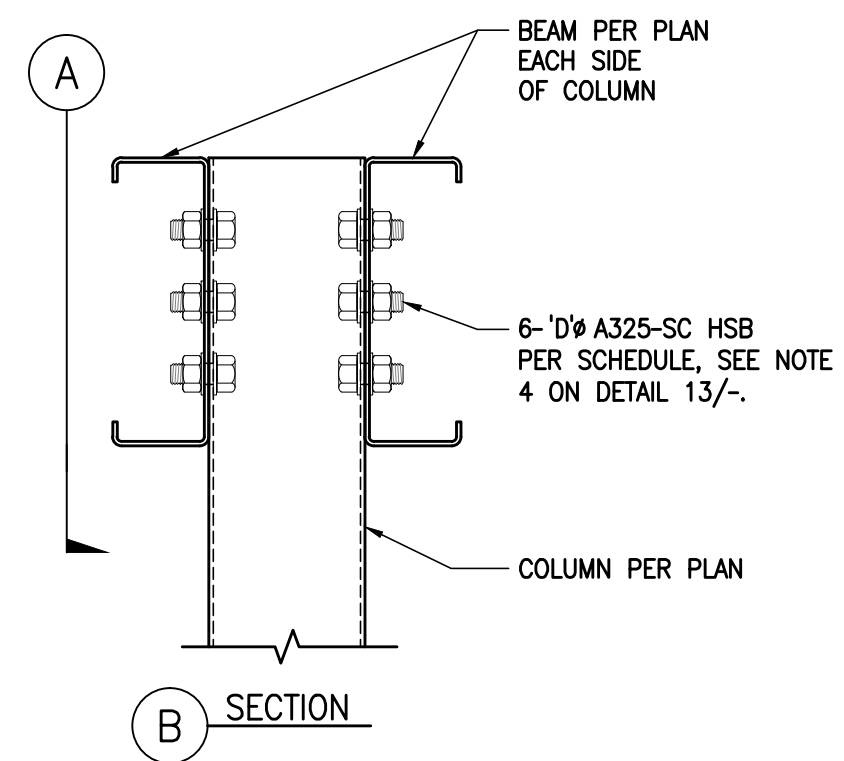 BEAM PER PLAN
EACH SIDE
OF COLUMN
A
6-'D'ø A325-SC HSB
PER SCHEDULE, SEE NOTE
4 ON DETAIL 13/-.
COLUMN PER PLAN
B SECTION